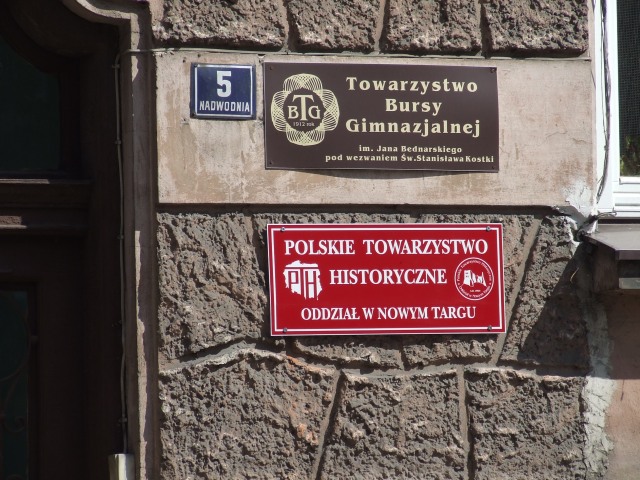 5
NADWODNIA
Towarzystwo
Bursy
Gimnazjalnej
BTG
1912 rok
im. Jana Bednarskiego
pod wezwaniem Św. Stanisława Kostki
POLSKIE TOWARZYSTWO
PTH HISTORYCZNE
ODDZIAŁ W NOWYM TARGU